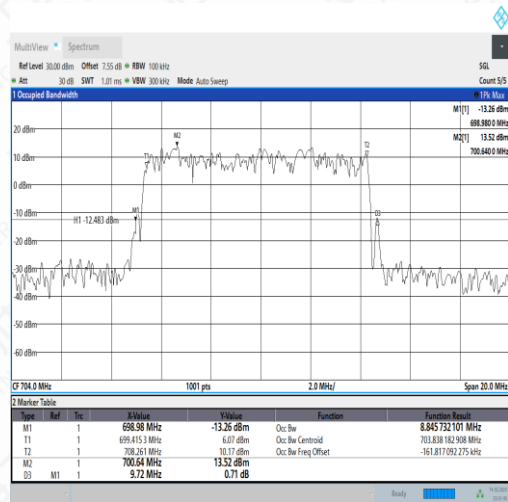 MultiView Spectrum
Ref Level 30.00 dBm Offset 7.55 dB RBW 100 kHz SGL
Att 30 dB SWT 1.01 ms VBW 300 kHz Mode Auto Sweep Count 5/5
1 Occupied Bandwidth 1Pk Max
M1[1] -13.26 dBm
698.980 0 MHz
M2[1] 13.52 dBm
700.640 0 MHz
20 dBm
M2
T1
T2
10 dBm
0 dBm
-10 dBm
M1
D3
H1 -12.483 dBm
-20 dBm
-30 dBm
-40 dBm
-60 dBm
CF 704.0 MHz 1001 pts 2.0 MHz/ Span 20.0 MHz
2 Marker Table
Type Ref Trc X-Value Y-Value Function Function Result
M1 1 698.98 MHz -13.26 dBm Occ Bw 8.845 732 101 MHz
T1 1 699.415 3 MHz 6.07 dBm Occ Bw Centroid 703.838 182 908 MHz
T2 1 708.261 MHz 10.17 dBm Occ Bw Freq Offset -161.817 092 275 kHz
M2 1 700.64 MHz 13.52 dBm
D3 M1 1 9.72 MHz 0.71 dB
Ready